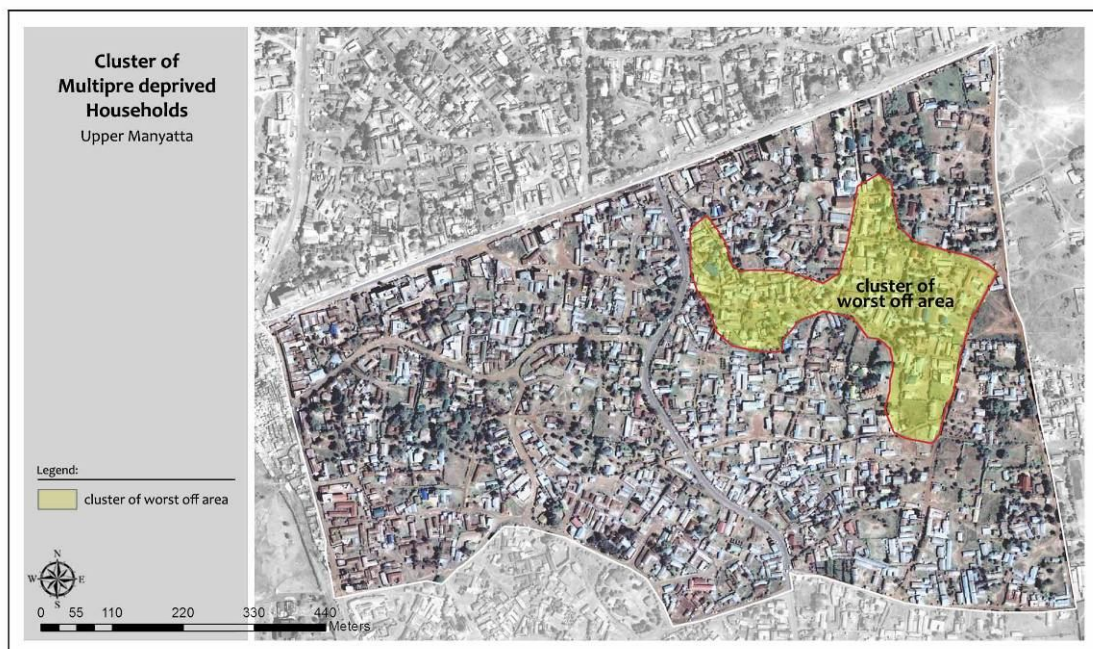 Cluster of
Multipre deprived
Households
Upper Manyatta
cluster of
worst off area
Legend:
cluster of worst off area
N
W E
S
0 55 110 220 330 440
Meters